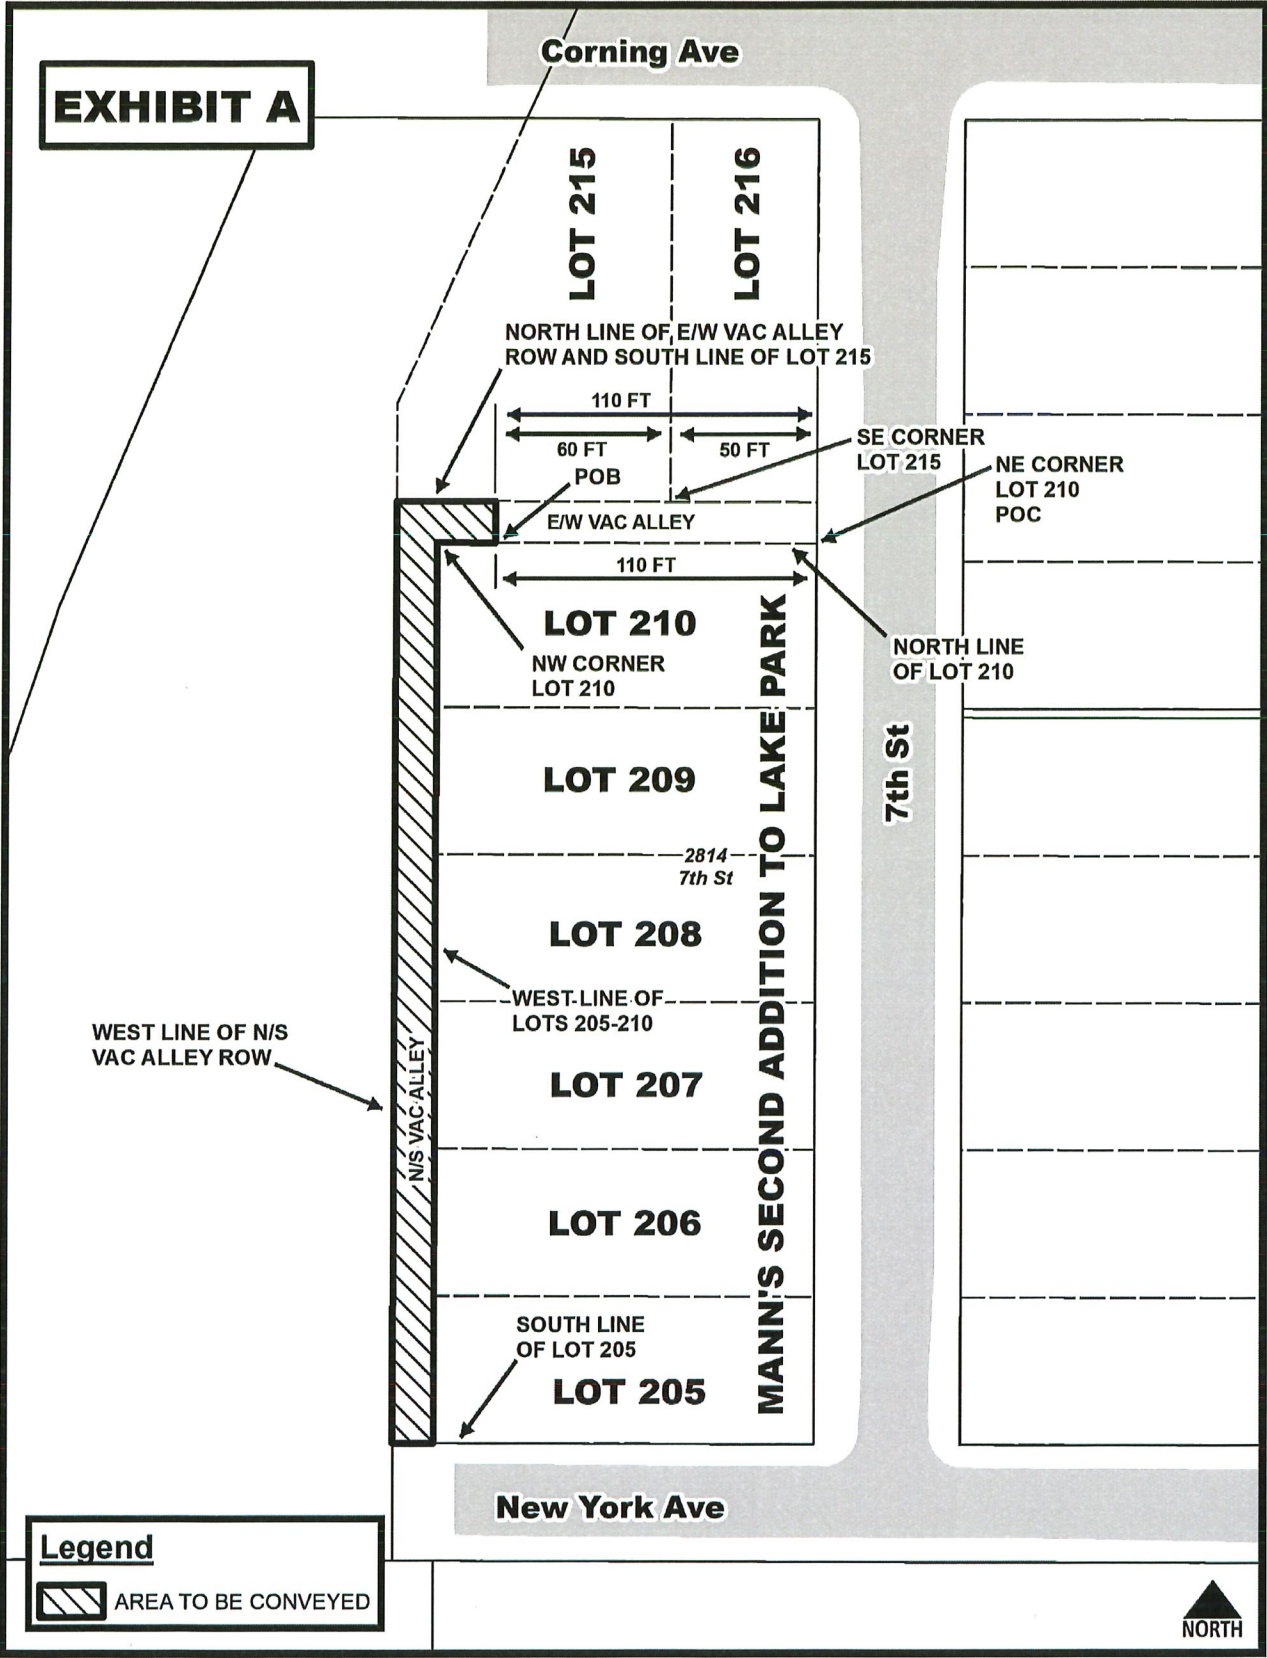 Corning Ave
EXHIBIT A
LOT 215
LOT 216
NORTH LINE OF E/W VAC ALLEY
ROW AND SOUTH LINE OF LOT 215
110 FT
60 FT
50 FT
SE CORNER
LOT 215
POB
NE CORNER
LOT 210
POC
E/W VAC ALLEY
110 FT
LOT 210
NW CORNER
LOT 210
NORTH LINE
OF LOT 210
MANN'S SECOND ADDITION TO LAKE PARK
7th St
LOT 209
2814
7th St
LOT 208
WEST LINE OF
LOTS 205-210
WEST LINE OF N/S
VAC ALLEY ROW
N/S VAC ALLEY
LOT 207
LOT 206
SOUTH LINE
OF LOT 205
LOT 205
New York Ave
Legend
AREA TO BE CONVEYED
NORTH